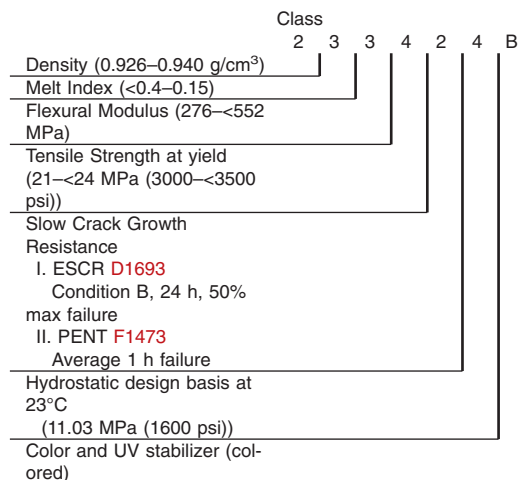 Class
2 3 3 4 2 4 B
Density (0.926–0.940 g/cm³)
Melt Index (<0.4–0.15)
Flexural Modulus (276–<552
MPa)
Tensile Strength at yield
(21–<24 MPa (3000–<3500
psi))
Slow Crack Growth
Resistance
I. ESCR D1693
Condition B, 24 h, 50%
max failure
II. PENT F1473
Average 1 h failure
Hydrostatic design basis at
23°C
(11.03 MPa (1600 psi))
Color and UV stabilizer (col-
ored)